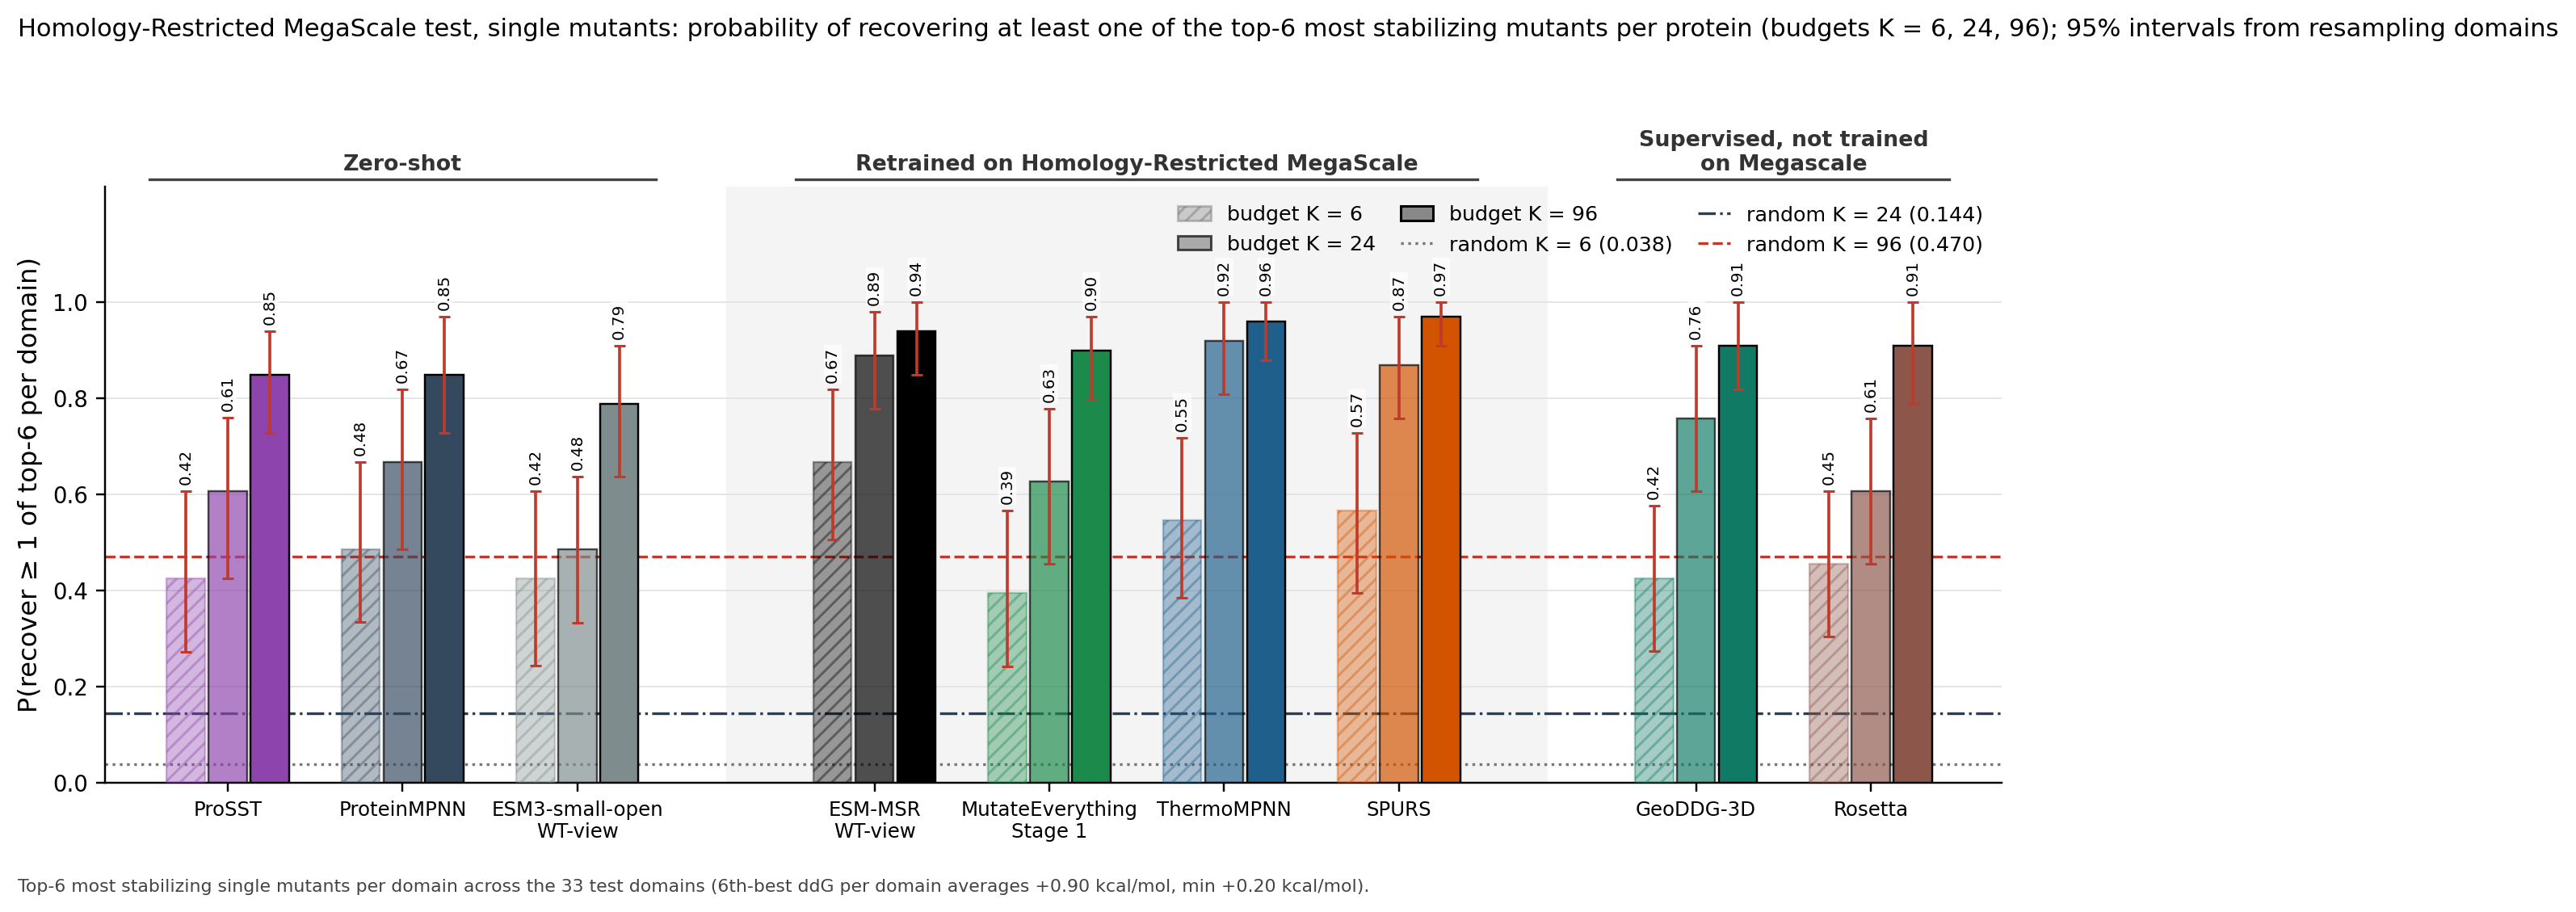 Homology-Restricted MegaScale test, single mutants: probability of recovering at least one of the top-6 most stabilizing mutants per protein (budgets K = 6, 24, 96); 95% intervals from resampling domains
Zero-shot
Retrained on Homology-Restricted MegaScale
Supervised, not trained
on Megascale
budget K = 6
budget K = 24
budget K = 96
random K = 6 (0.038)
random K = 24 (0.144)
random K = 96 (0.470)
P(recover ≥ 1 of top-6 per domain)
1.0
0.8
0.6
0.4
0.2
0.0
0.42
0.61
0.85
0.48
0.67
0.85
0.42
0.48
0.79
0.67
0.89
0.94
0.39
0.63
0.90
0.55
0.92
0.96
0.57
0.87
0.97
0.42
0.76
0.91
0.45
0.61
0.91
ProSST
ProteinMPNN
ESM3-small-open
WT-view
ESM-MSR
WT-view
MutateEverything
Stage 1
ThermoMPNN
SPURS
GeoDDG-3D
Rosetta
Top-6 most stabilizing single mutants per domain across the 33 test domains (6th-best ddG per domain averages +0.90 kcal/mol, min +0.20 kcal/mol).